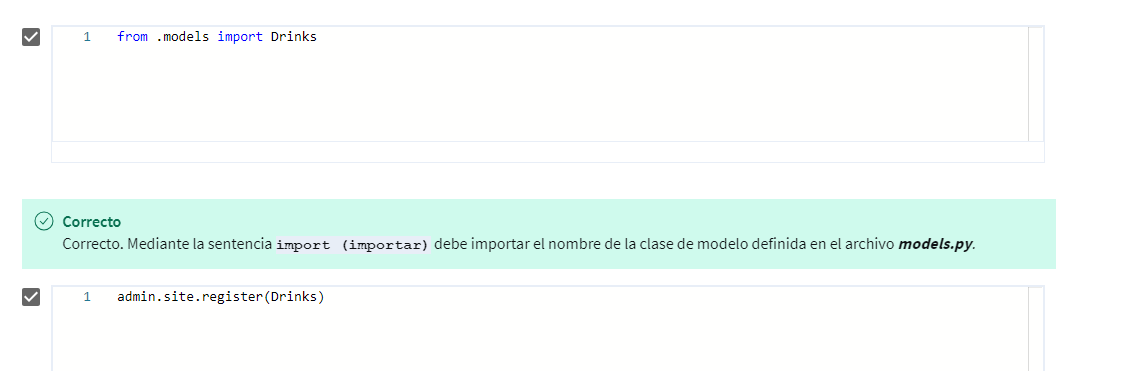 1 from .models import Drinks
Correcto
Correcto. Mediante la sentencia import (importar) debe importar el nombre de la clase de modelo definida en el archivo models.py.
1 admin.site.register(Drinks)